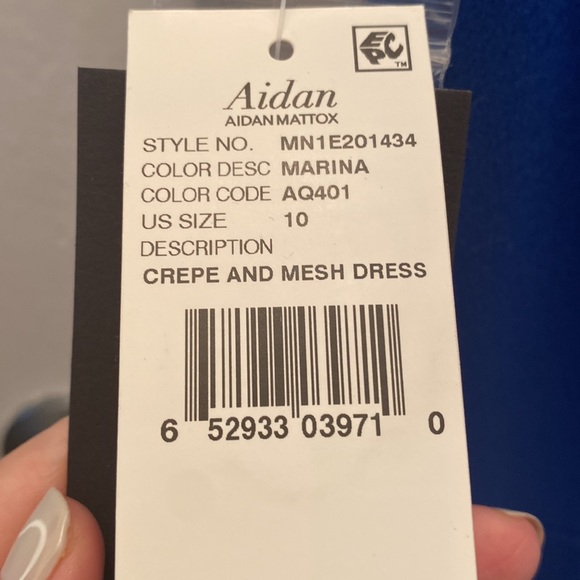 EPC
TM
Aidan
AIDAN MATTOX
STYLE NO. MN1E201434
COLOR DESC MARINA
COLOR CODE AQ401
US SIZE 10
DESCRIPTION
CREPE AND MESH DRESS
6 52933 03971 0